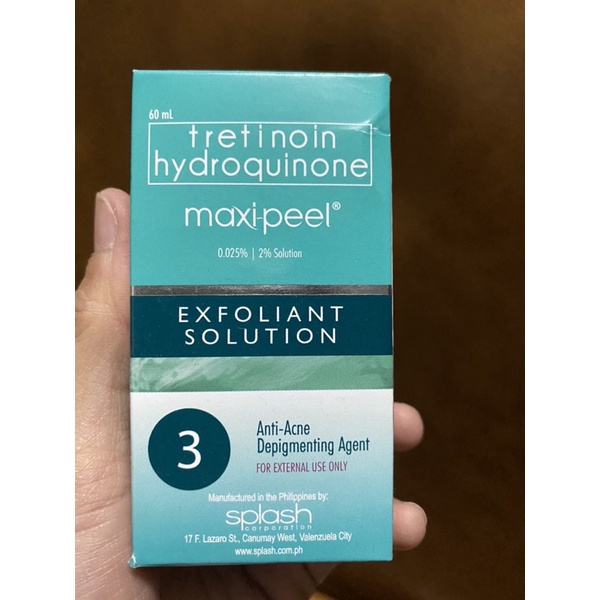 60 mL
tretinoin
hydroquinone
maxi-peel®
0.025% | 2% Solution
EXFOLIANT
SOLUTION
3
Anti-Acne
Depigmenting Agent
FOR EXTERNAL USE ONLY
Manufactured in the Philippines by:
splash
corporation
17 F. Lazaro St., Canumay West, Valenzuela City
www.splash.com.ph